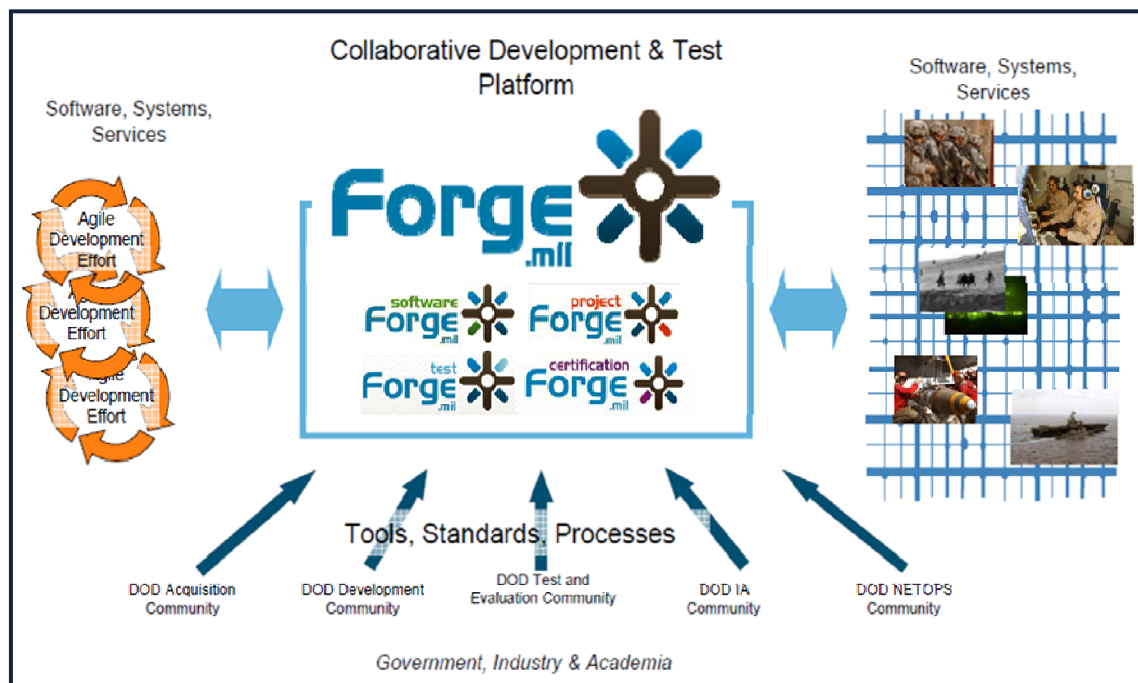 Collaborative Development & Test
Platform
Software, Systems,
Services
Software, Systems,
Services
Forge
.mil
Agile
Development
Effort
Development
Effort
Agile
Development
Effort
software
Forge
.mil
project
Forge
.mil
test
Forge
.mil
certification
Forge
.mil
Tools, Standards, Processes
DOD Acquisition
Community
DOD Development
Community
DOD Test and
Evaluation Community
DOD IA
Community
DOD NETOPS
Community
Government, Industry & Academia